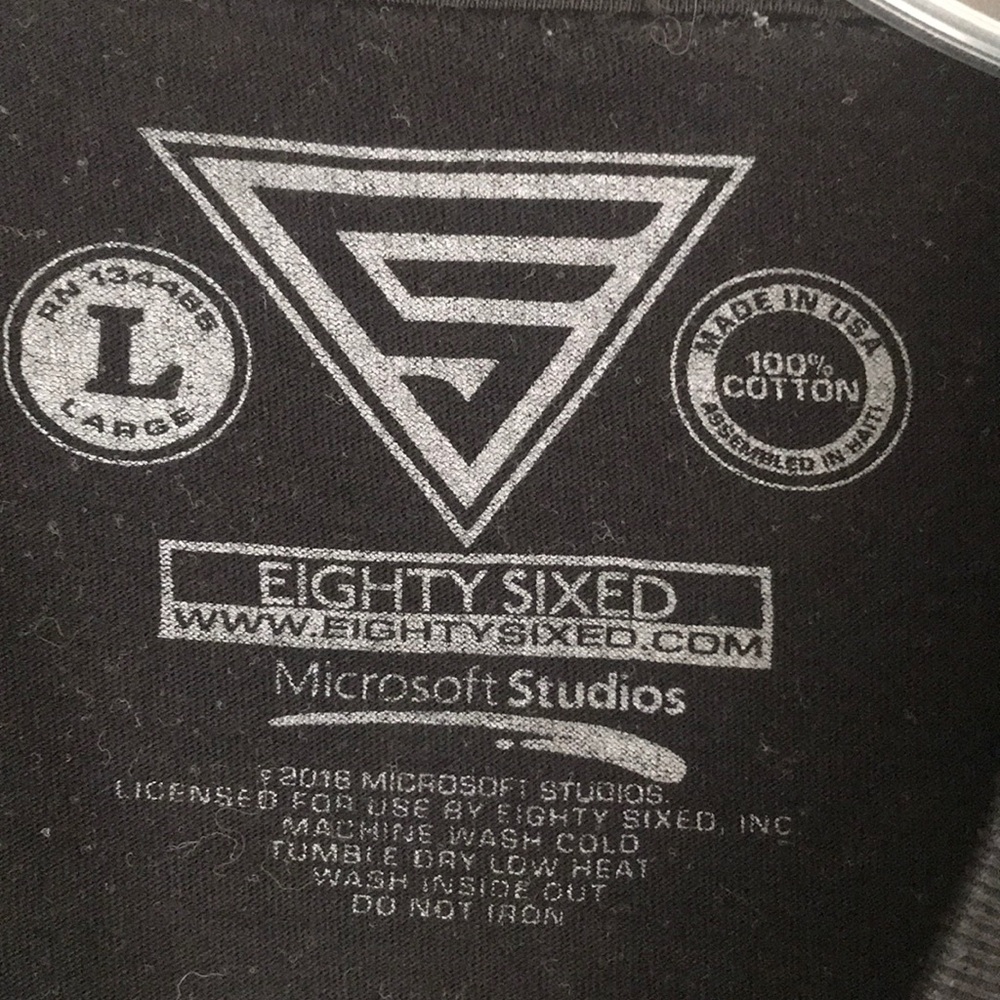 RN 134486
L
LARGE
MADE IN USA
100%
COTTON
ASSEMBLED IN HAITI
EIGHTY SIXED
WWW.EIGHTYSIXED.COM
Microsoft Studios
©2016 MICROSOFT STUDIOS.
LICENSED FOR USE BY EIGHTY SIXED, INC.
MACHINE WASH COLD
TUMBLE DRY LOW HEAT
WASH INSIDE OUT
DO NOT IRON